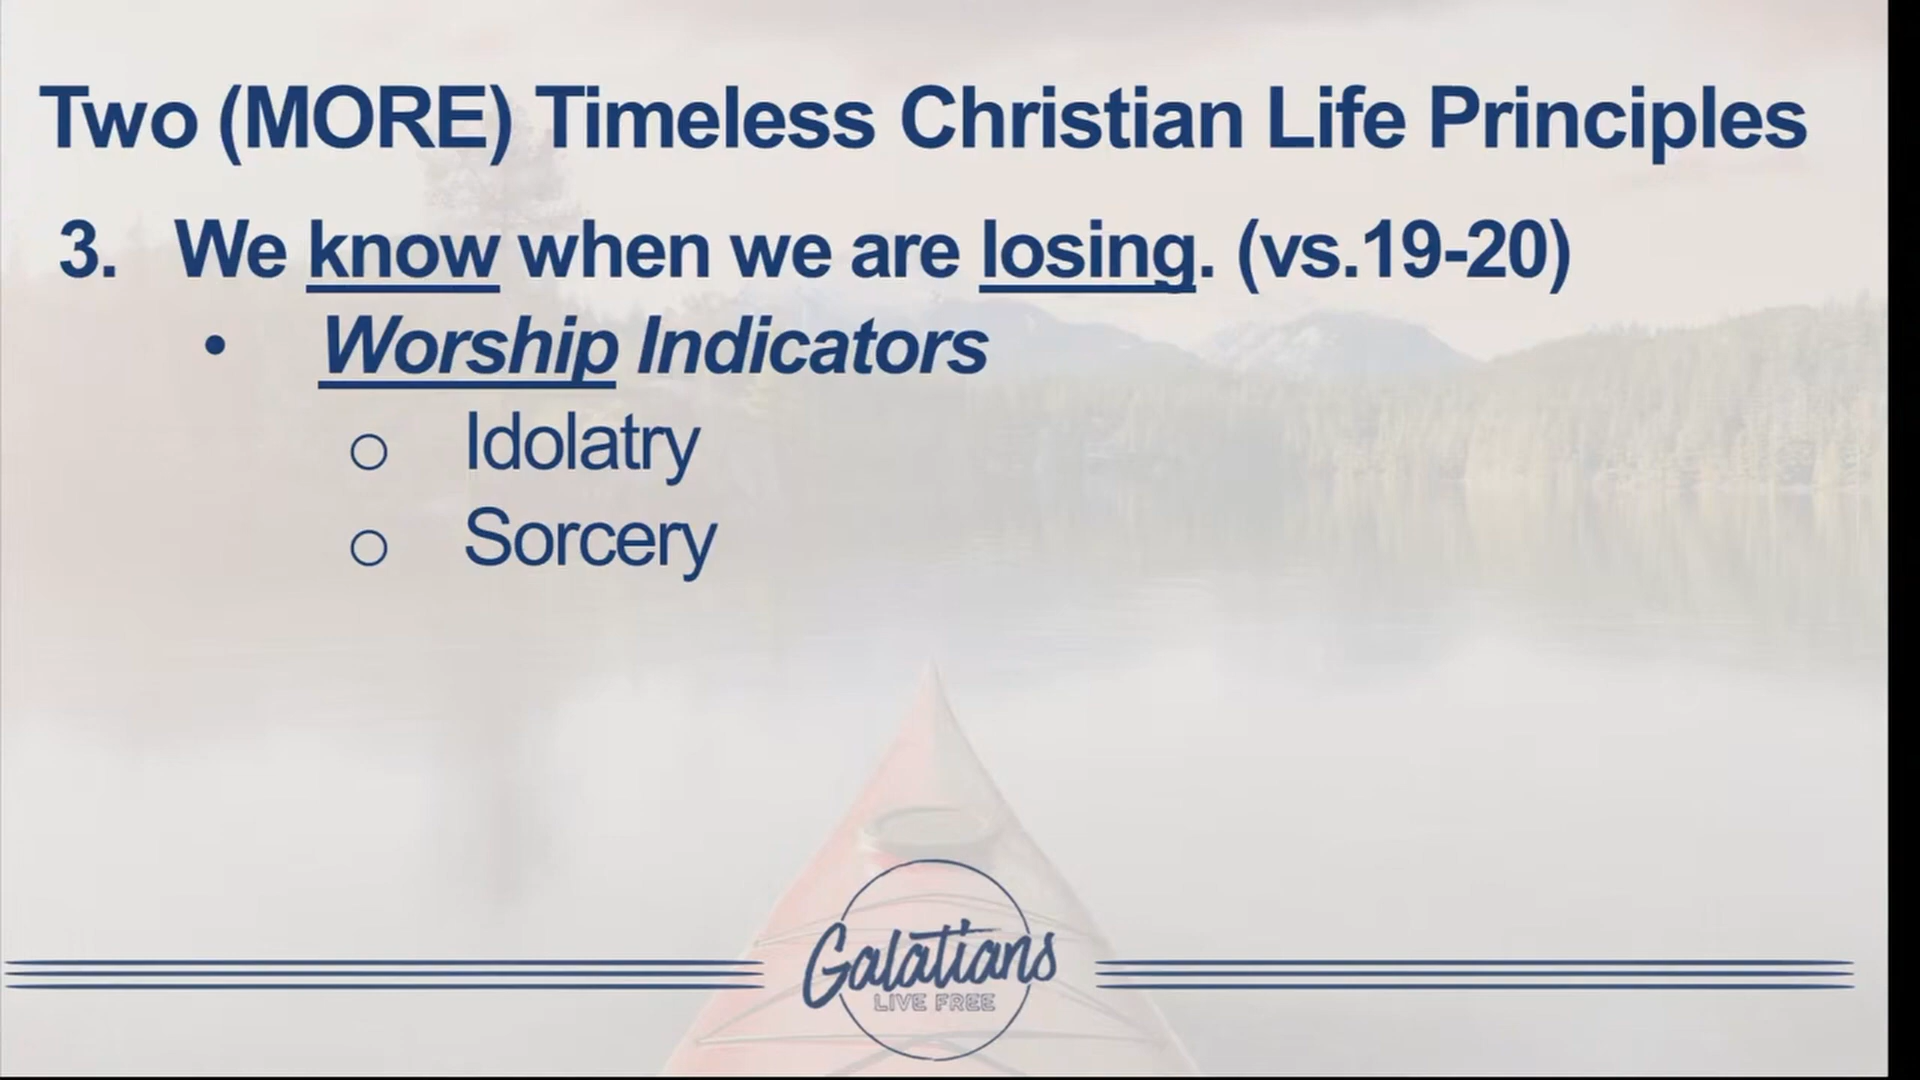 Two (MORE) Timeless Christian Life Principles
3. We know when we are losing. (vs.19-20)
• Worship Indicators
o Idolatry
o Sorcery
Galatians
LIVE FREE